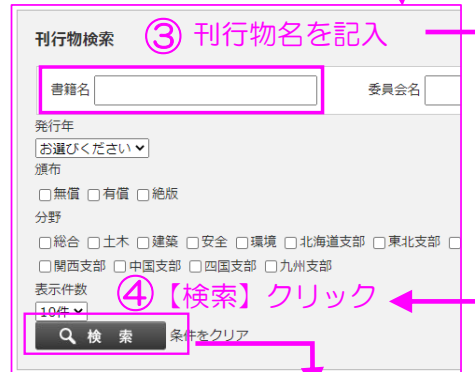 刊行物検索 ③ 刊行物名を記入
書籍名 委員会名
発行年
お選びください
頒布
無償 有償 絶版
分野
総合 土木 建築 安全 環境 北海道支部 東北支部
関西支部 中国支部 四国支部 九州支部
表示件数
④【検索】クリック
10件
検 索 条件をクリア